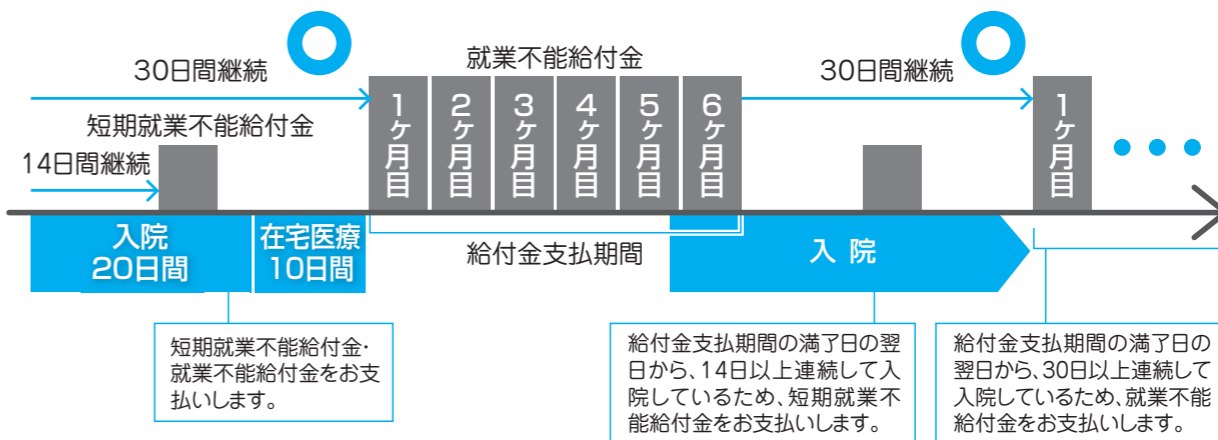 30日間継続
就業不能給付金
30日間継続
短期就業不能給付金
14日間継続
1ヶ月目
2ヶ月目
3ヶ月目
4ヶ月目
5ヶ月目
6ヶ月目
1ヶ月目
入院
20日間
在宅医療
10日間
給付金支払期間
入 院
短期就業不能給付金・
就業不能給付金をお支
払いします。
給付金支払期間の満了日の翌
日から、14日以上連続して入
院しているため、短期就業不
能給付金をお支払いします。
給付金支払期間の満了日の
翌日から、30日以上連続して
入院しているため、就業不能
給付金をお支払いします。